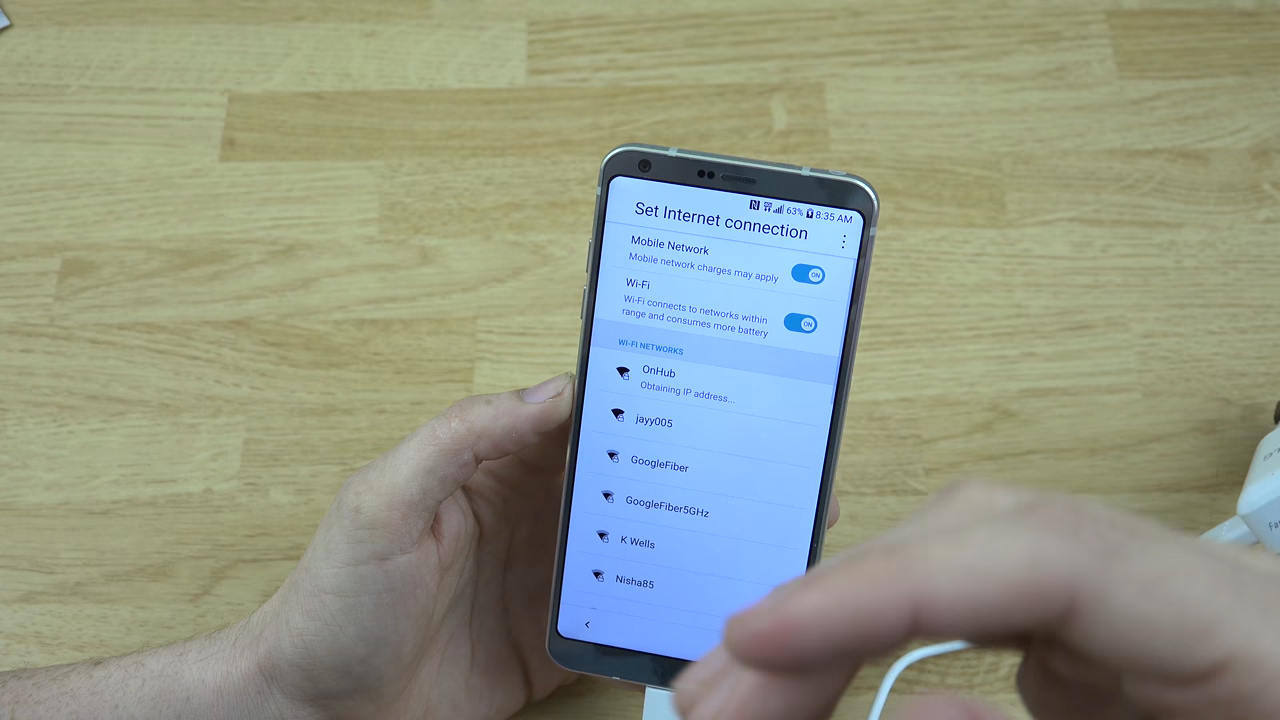 63% 8:35 AM
Set Internet connection
Mobile Network
Mobile network charges may apply
ON
Wi-Fi
Wi-Fi connects to networks within
range and consumes more battery
ON
WI-FI NETWORKS
OnHub
Obtaining IP address...
jayy005
GoogleFiber
GoogleFiber5GHz
K Wells
Nisha85